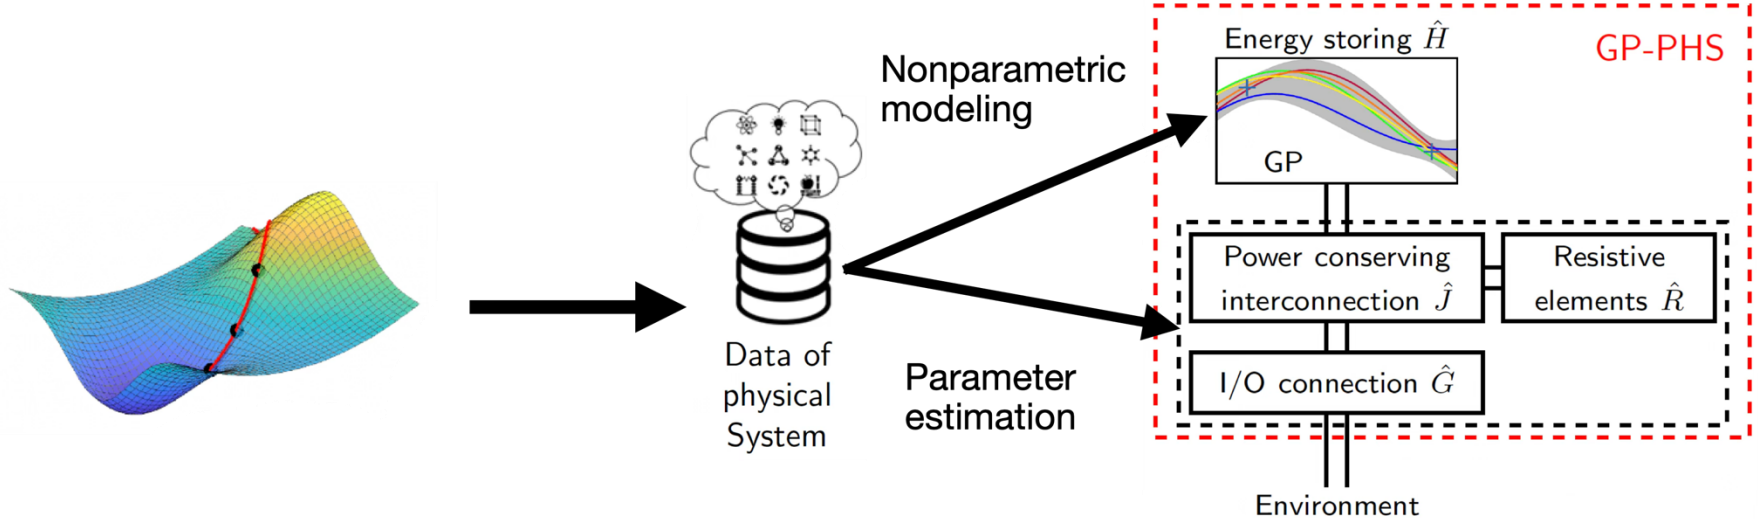 Nonparametric
modeling
Data of
physical
System
Parameter
estimation
GP-PHS
Energy storing Ĥ
GP
Power conserving
interconnection Ĵ
Resistive
elements R̂
I/O connection Ĝ
Environment